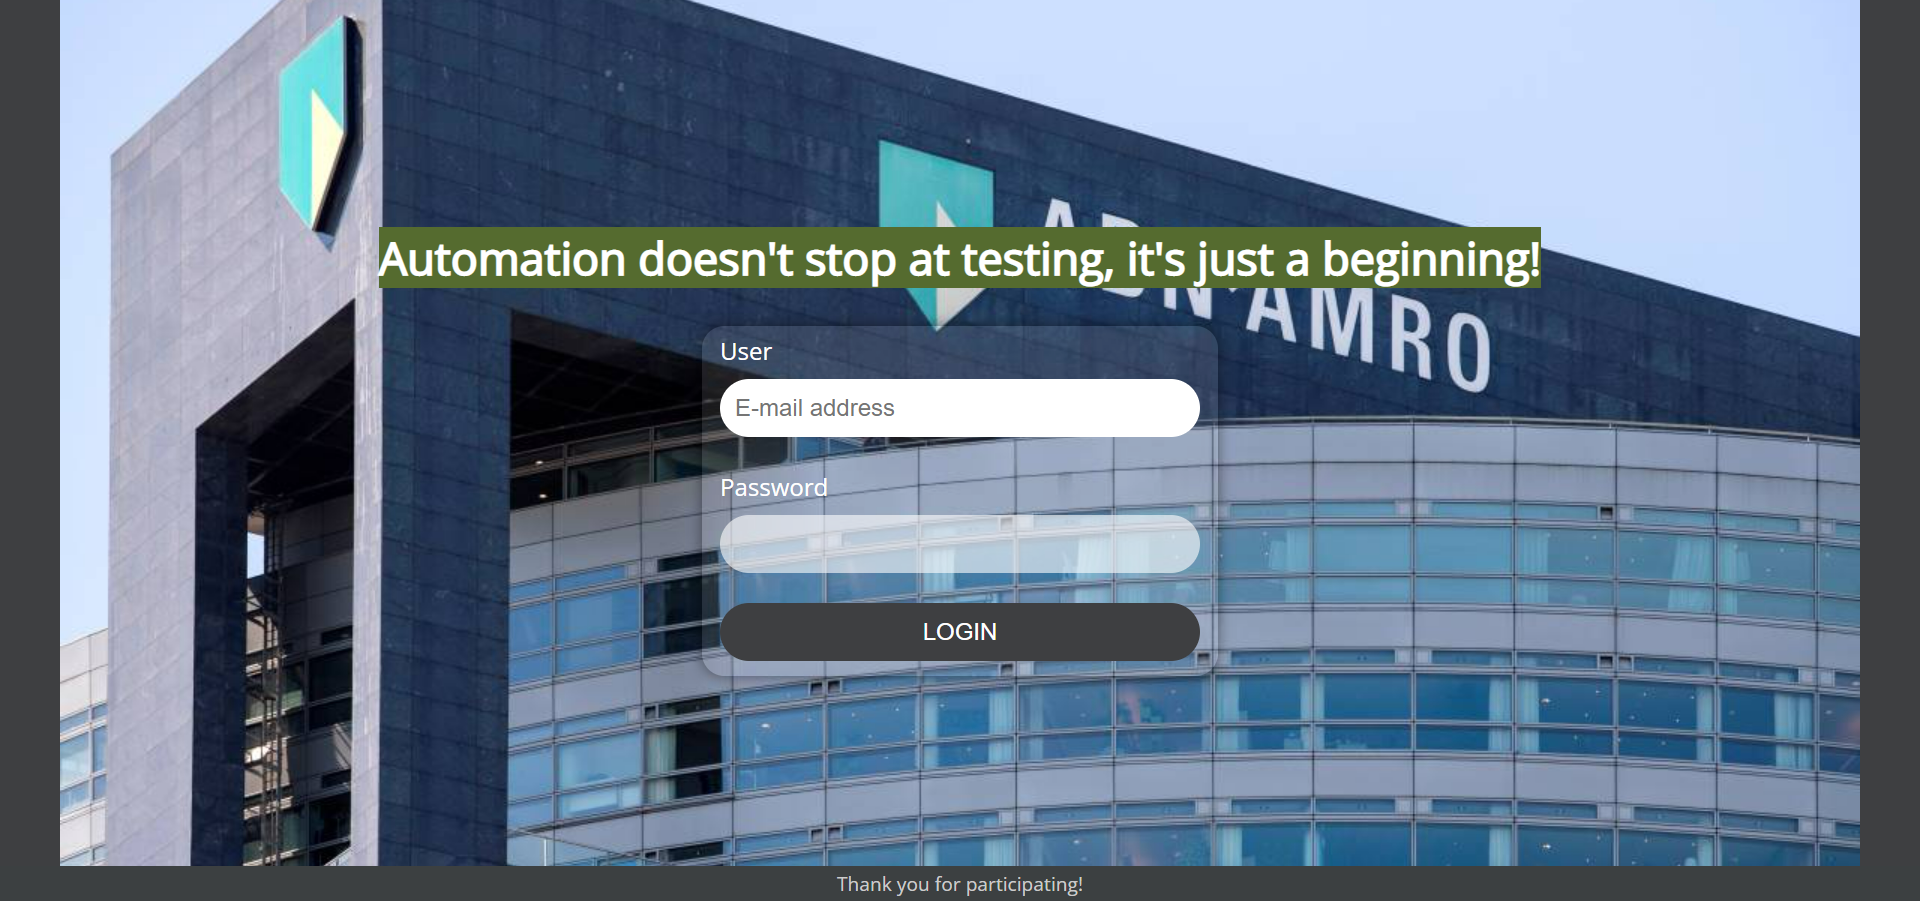 Automation doesn't stop at testing, it's just a beginning!
AMRO
User
E-mail address
Password
LOGIN
Thank you for participating!